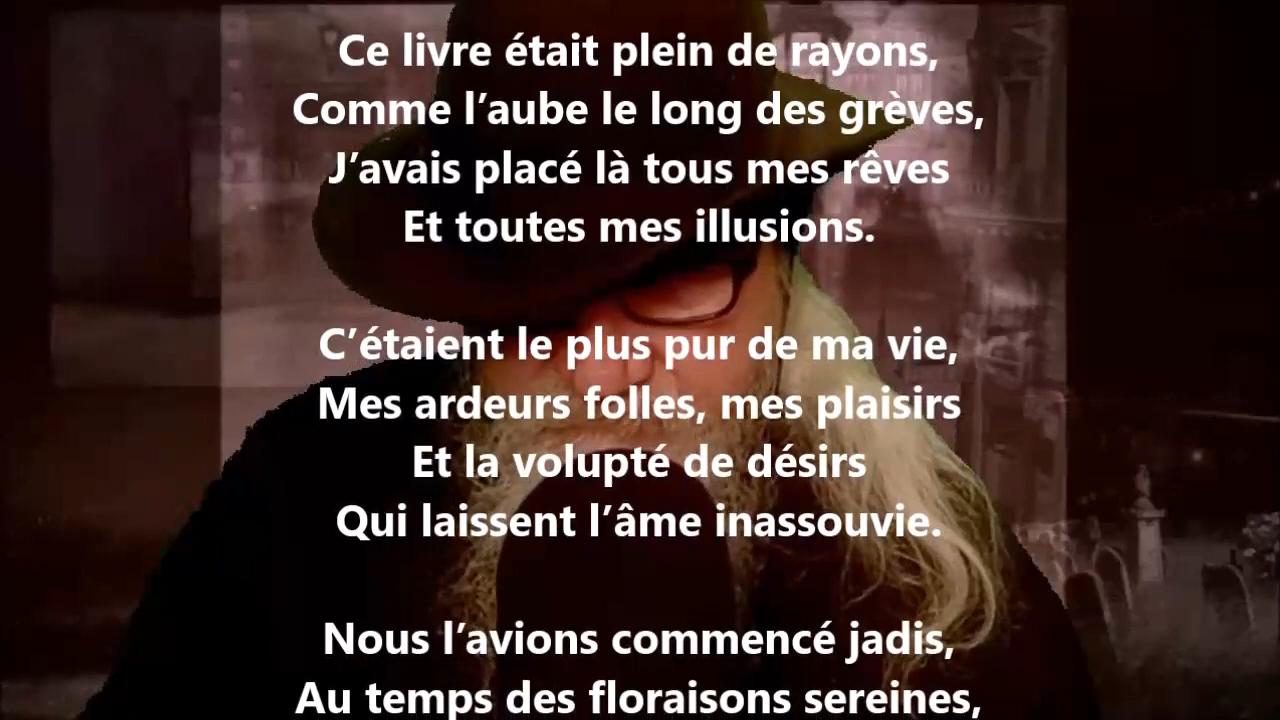 Ce livre était plein de rayons,
Comme l’aube le long des grèves,
J’avais placé là tous mes rêves
Et toutes mes illusions.
C’étaient le plus pur de ma vie,
Mes ardeurs folles, mes plaisirs
Et la volupté de désirs
Qui laissent l’âme inassouvie.
Nous l’avions commencé jadis,
Au temps des floraisons sereines,